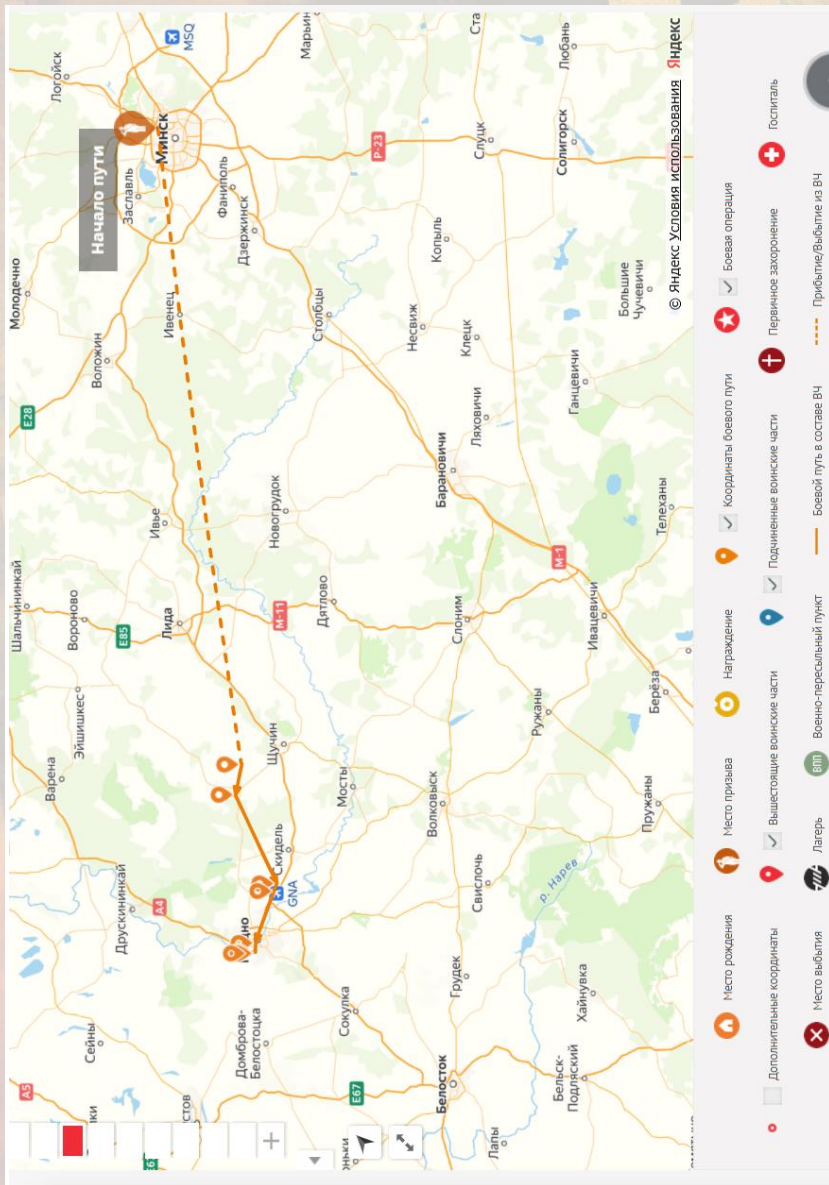 A5
Сейны
Друскининкай
Варена
Эйшишкес
Шальчининкай
Вороново
E28
Молодечно
Воложин
Логойск
Начало пути
Заславль
Минск
MSQ
A4
E85
Лида
Ивье
Ивенец
Фаниполь
Дзержинск
Домброва-
Белостоцка
Скидель
GNA
Щучин
M-11
Новогрудок
Марьин
Столбцы
Дятлово
Сокулка
Мосты
E67
P-23
Несвиж
Копыль
Белосток
Грудек
Волковыск
Слоним
Барановичи
Ляховичи
Клецк
Слуцк
Ста
Лапы
Свислочь
Ружаны
M-1
Солигорск
Любань
р. Нарев
Бельск-
Подляский
Хайнувка
Ивацевичи
Ганцевичи
Большие
Чучевичи
Пружаны
Берёза
Телеханы
© Яндекс Условия использования Яндекс
Место рождения
Место призыва
Награждение
Координаты боевого пути
Боевая операция
Дополнительные координаты
Вышестоящие воинские части
Подчиненные воинские части
Первичное захоронение
Госпиталь
Место выбытия
Лагерь
ВПП Военно-пересыльный пункт
Боевой путь в составе ВЧ
Прибытие/Выбытие из ВЧ